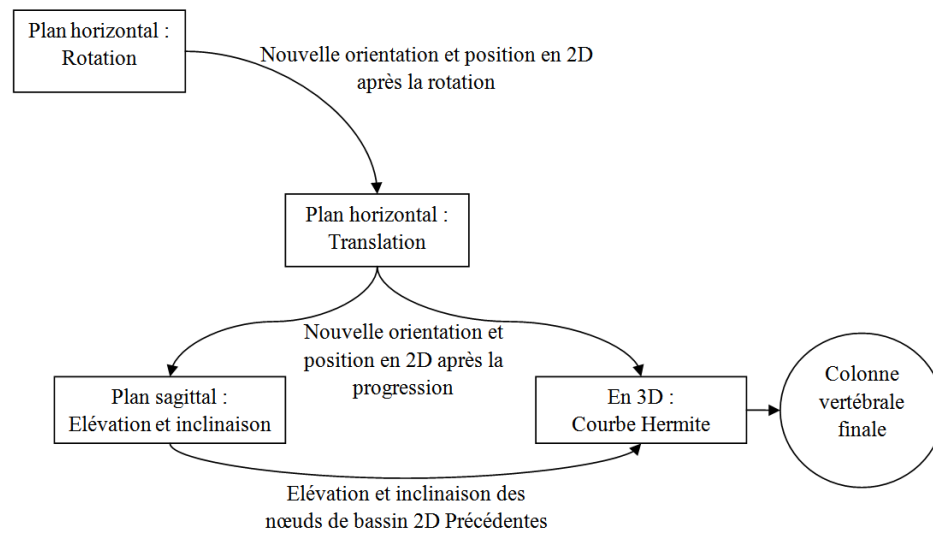 Plan horizontal :
Rotation
Nouvelle orientation et position en 2D
après la rotation
Plan horizontal :
Translation
Nouvelle orientation et
position en 2D après la
progression
Plan sagittal :
Elévation et inclinaison
En 3D :
Courbe Hermite
Colonne
vertébrale
finale
Elévation et inclinaison des
nœuds de bassin 2D Précédentes